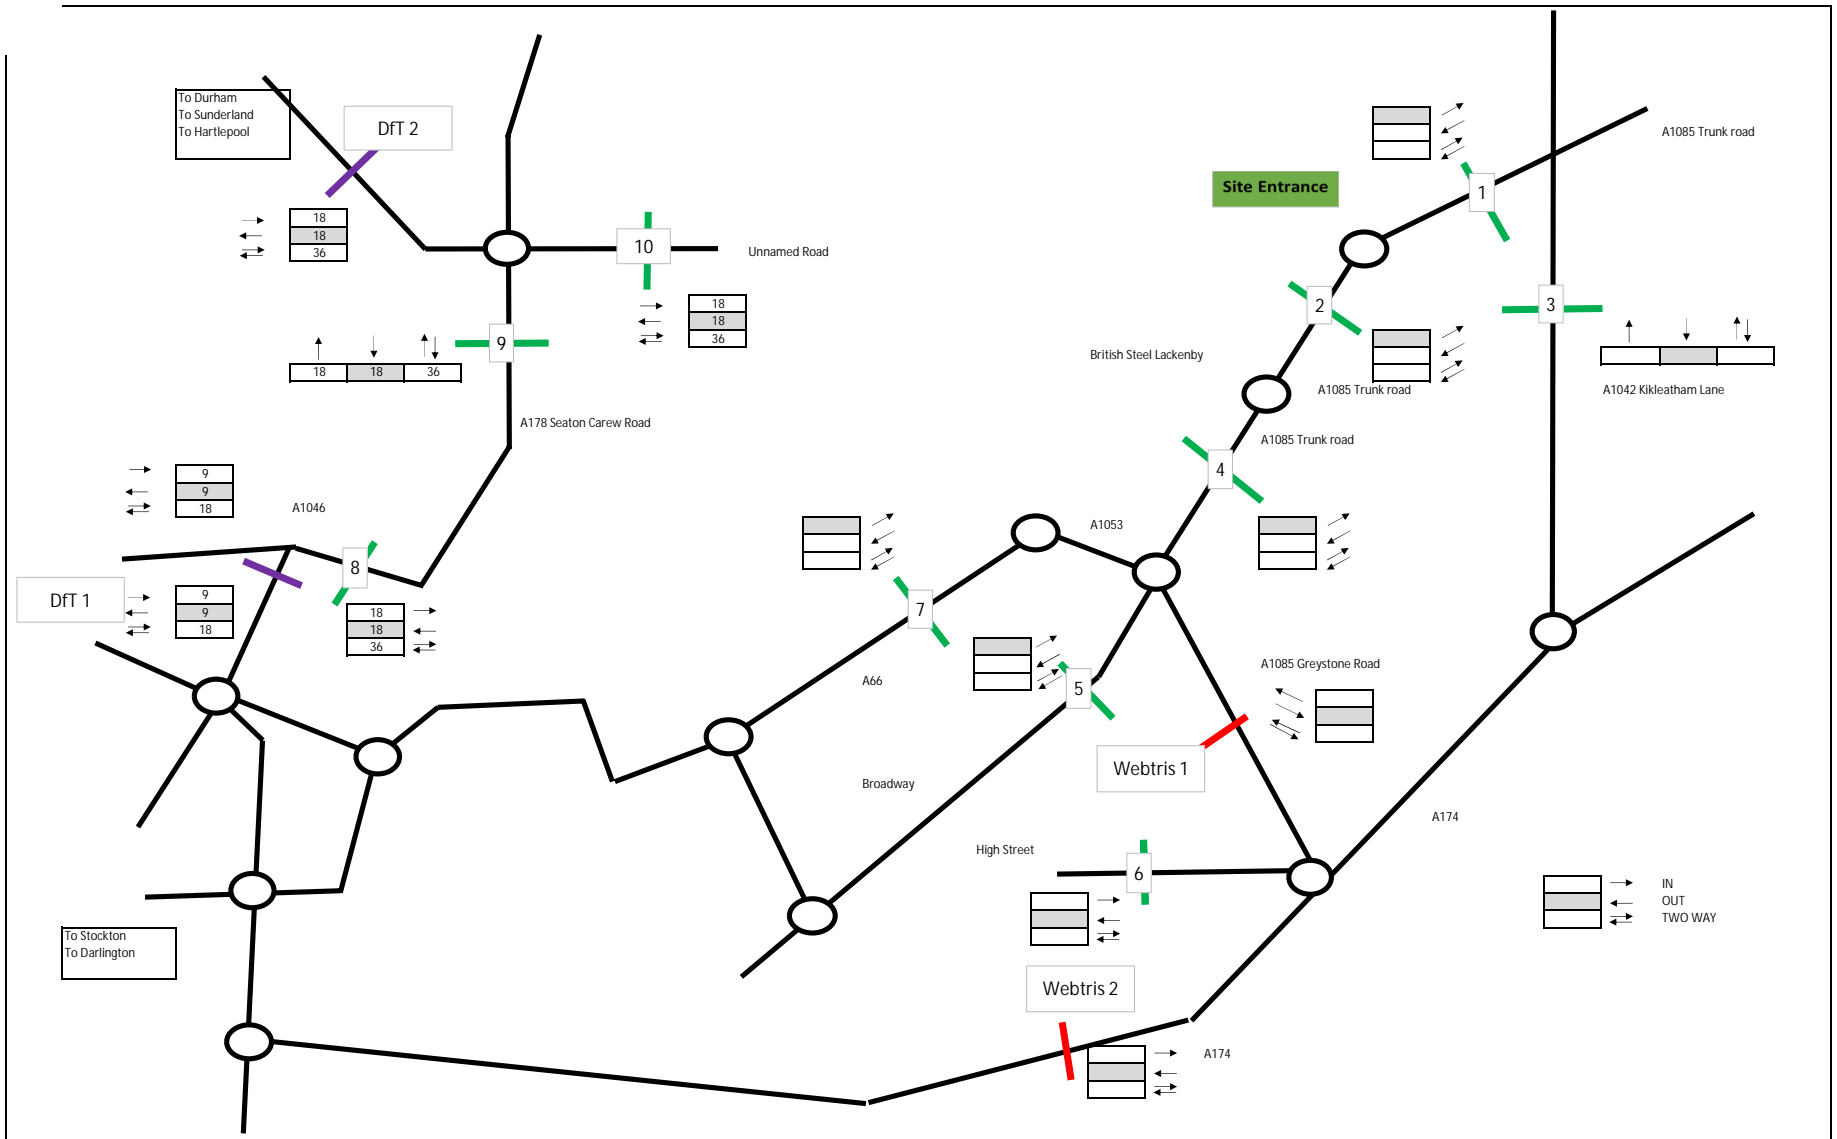 To Durham
To Sunderland
To Hartlepool
DfT 2
18
18
36
10
Unnamed Road
18
18
36
9
18 18 36
A178 Seaton Carew Road
9
9
18
A1046
8
DfT 1
9
9
18
18
18
36
To Stockton
To Darlington
A1085 Trunk road
Site Entrance
1
2
3
British Steel Lackenby
A1085 Trunk road
A1042 Kikleatham Lane
A1085 Trunk road
4
A1053
7
A66
5
A1085 Greystone Road
Webtris 1
Broadway
A174
High Street
6
IN
OUT
TWO WAY
Webtris 2
A174